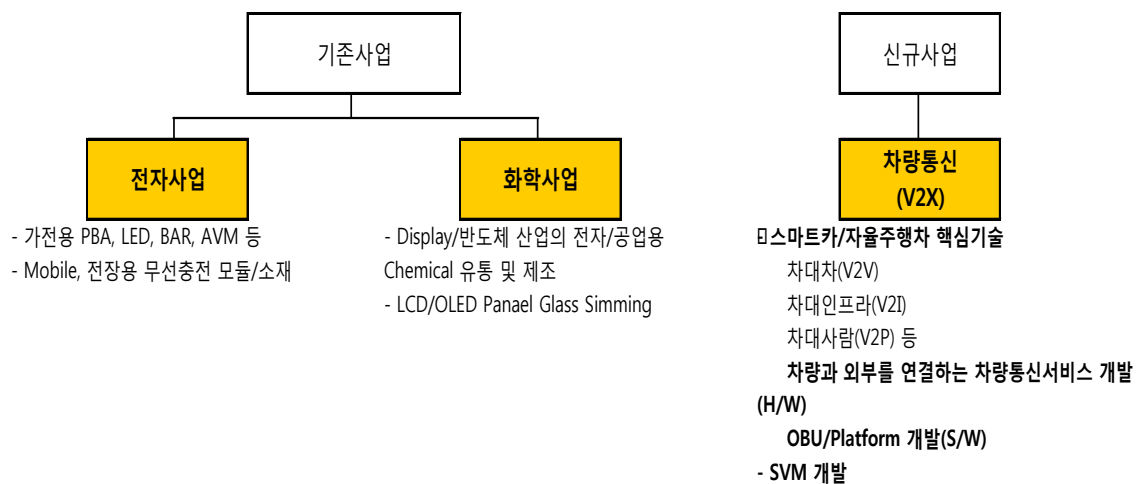 기존사업
신규사업
전자사업
화학사업
차량통신
(V2X)
- 가전용 PBA, LED, BAR, AVM 등
- Mobile, 전장용 무선충전 모듈/소재
- Display/반도체 산업의 전자/공업용
Chemical 유통 및 제조
- LCD/OLED Panael Glass Simming
스마트카/자율주행차 핵심기술
차대차(V2V)
차대인프라(V2I)
차대사람(V2P) 등
차량과 외부를 연결하는 차량통신서비스 개발
(H/W)
OBU/Platform 개발(S/W)
- SVM 개발